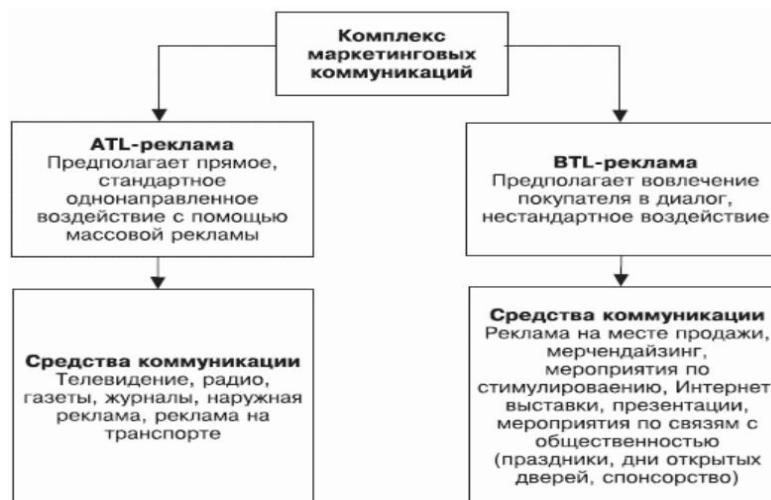 Комплекс
маркетинговых
коммуникаций
ATL-реклама
Предполагает прямое,
стандартное
однонаправленное
воздействие с помощью
массовой рекламы
BTL-реклама
Предполагает вовлечение
покупателя в диалог,
нестандартное воздействие
Средства коммуникации
Телевидение, радио,
газеты, журналы, наружная
реклама, реклама на
транспорте
Средства коммуникации
Реклама на месте продажи,
мерчендайзинг,
мероприятия по
стимулироваению, Интернет
выставки, презентации,
мероприятия по связям с
общественностью
(праздники, дни открытых
дверей, спонсорство)